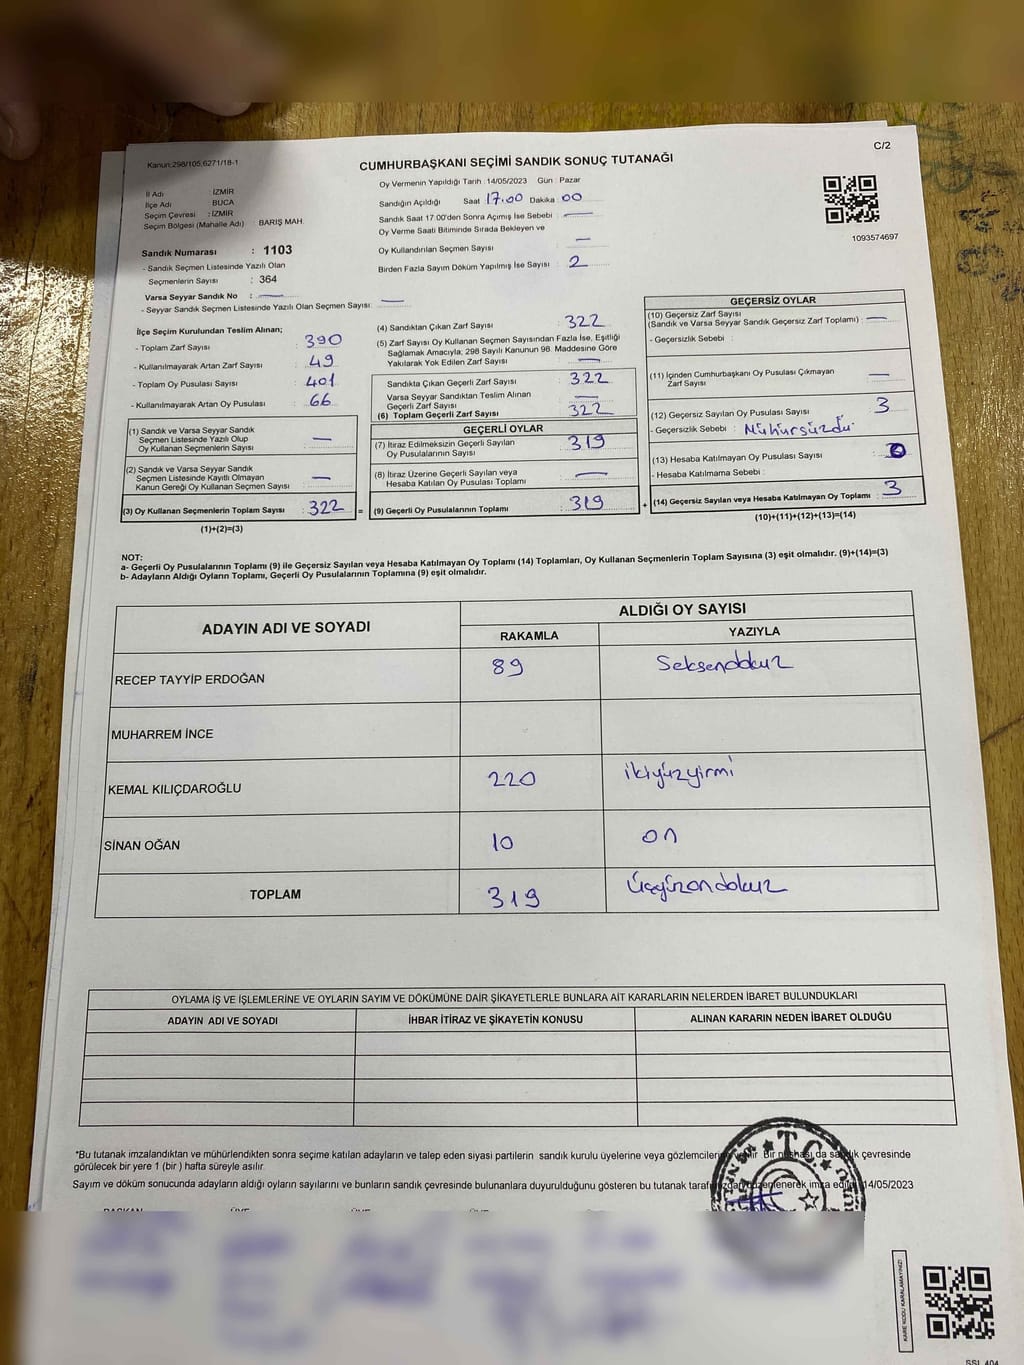 Kanun:298/105,6271/18-1
C/2
CUMHURBAŞKANI SEÇİMİ SANDIK SONUÇ TUTANAĞI
İl Adı : İZMİR
İlçe Adı : BUCA
Seçim Çevresi : İZMİR
Seçim Bölgesi (Mahalle Adı) : BARIŞ MAH.
Sandık Numarası : 1103
- Sandık Seçmen Listesinde Yazılı Olan
Seçmenlerin Sayısı : 364
Varsa Seyyar Sandık No :
- Seyyar Sandık Seçmen Listesinde Yazılı Olan Seçmen Sayısı:
Oy Vermenin Yapıldığı Tarih :14/05/2023 Gün : Pazar
Sandığın Açıldığı Saat 17.00 Dakika 00
Sandık Saat 17.00'den Sonra Açımış İse Sebebi :
Oy Verme Saati Bitiminde Sırada Bekleyen ve
Oy Kullandırılan Seçmen Sayısı
Birden Fazla Sayım Döküm Yapılmış İse Sayısı : 2
1093574697
İlçe Seçim Kurulundan Teslim Alınan;
- Toplam Zarf Sayısı : 390
- Kullanılmayarak Artan Zarf Sayısı : 49
- Toplam Oy Pusulası Sayısı : 401
- Kullanılmayarak Artan Oy Pusulası : 66
(1) Sandık ve Varsa Seyyar Sandık
Seçmen Listesinde Yazılı Olup
Oy Kullanan Seçmenlerin Sayısı
(2) Sandık ve Varsa Seyyar Sandık
Seçmen Listesinde Kayıtlı Olmayan
Kanun Gereği Oy Kullanan Seçmen Sayısı
(3) Oy Kullanan Seçmenlerin Toplam Sayısı : 322 =
(1)+(2)=(3)
(4) Sandıktan Çıkan Zarf Sayısı : 322
(5) Zarf Sayısı Oy Kullanan Seçmen Sayısından Fazla İse, Eşitliği
Sağlamak Amacıyla; 298 Sayılı Kanunun 98. Maddesine Göre
Yakılarak Yok Edilen Zarf Sayısı
Sandıkta Çıkan Geçerli Zarf Sayısı : 322
Varsa Seyyar Sandıktan Teslim Alınan
Geçerli Zarf Sayısı
(6) Toplam Geçerli Zarf Sayısı 322
GEÇERLİ OYLAR
(7) İtiraz Edilmeksizin Geçerli Sayılan
Oy Pusulalarının Sayısı : 319
(8) İtiraz Üzerine Geçerli Sayılan veya
Hesaba Katılan Oy Pusulası Toplamı :
(9) Geçerli Oy Pusulalarının Toplamı : 319 +
GEÇERSİZ OYLAR
(10) Geçersiz Zarf Sayısı
(Sandık ve Varsa Seyyar Sandık Geçersiz Zarf Toplamı) :
- Geçersizlik Sebebi :
(11) İçinden Cumhurbaşkanı Oy Pusulası Çıkmayan
Zarf Sayısı
(12) Geçersiz Sayılan Oy Pusulası Sayısı : 3
- Geçersizlik Sebebi : Mühürsüzdü
(13) Hesaba Katılmayan Oy Pusulası Sayısı : 0
- Hesaba Katılmama Sebebi :
(14) Geçersiz Sayılan veya Hesaba Katılmayan Oy Toplamı : 3
(10)+(11)+(12)+(13)=(14)
NOT:
a- Geçerli Oy Pusulalarının Toplamı (9) ile Geçersiz Sayılan veya Hesaba Katılmayan Oy Toplamı (14) Toplamları, Oy Kullanan Seçmenlerin Toplam Sayısına (3) eşit olmalıdır. (9)+(14)=(3)
b- Adayların Aldığı Oyların Toplamı, Geçerli Oy Pusulalarının Toplamına (9) eşit olmalıdır.
ADAYIN ADI VE SOYADI
ALDIĞI OY SAYISI
RAKAMLA YAZIYLA
RECEP TAYYİP ERDOĞAN 89 Seksendokuz
MUHARREM İNCE
KEMAL KILIÇDAROĞLU 220 ikiyüzyirmi
SİNAN OĞAN 10 on
TOPLAM 319 Üçyüzondokuz
OYLAMA İŞ VE İŞLEMLERİNE VE OYLARIN SAYIM VE DÖKÜMÜNE DAİR ŞİKAYETLERLE BUNLARA AİT KARARLARIN NELERDEN İBARET BULUNDUKLARI
ADAYIN ADI VE SOYADI İHBAR İTİRAZ VE ŞİKAYETİN KONUSU ALINAN KARARIN NEDEN İBARET OLDUĞU
*Bu tutanak imzalandıktan ve mühürlendikten sonra seçime katılan adayların ve talep eden siyasi partilerin sandık kurulu üyelerine veya gözlemcilerine verilir. Bir nüshası da sandık çevresinde
görülecek bir yere 1 (bir ) hafta süreyle asılır.
Sayım ve döküm sonucunda adayların aldığı oyların sayılarını ve bunların sandık çevresinde bulunanlara duyurulduğunu gösteren bu tutanak tarafımızdan düzenlenerek imza edildi. 14/05/2023
BAŞKAN ÜYE ÜYE ÜYE ÜYE
T.C.
KARE KODU KARALAMAYINIZ!
SSL 404